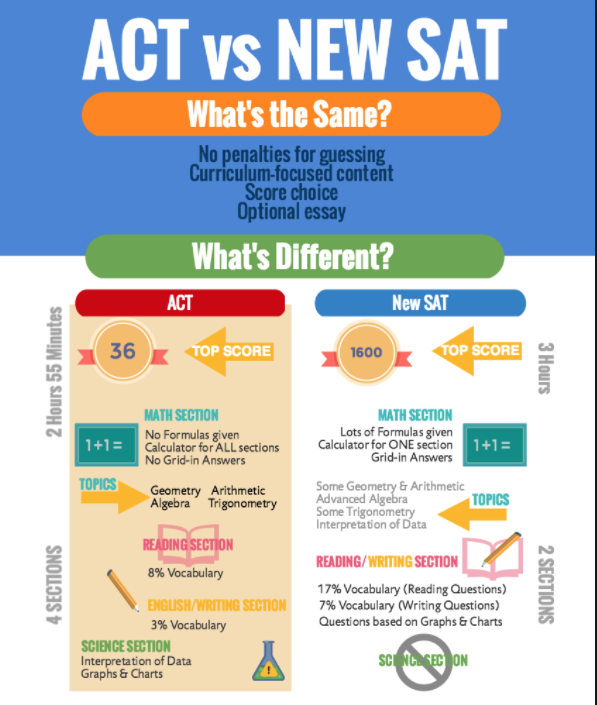 ACT vs NEW SAT
What's the Same?
No penalties for guessing
Curriculum-focused content
Score choice
Optional essay
What's Different?
ACT
2 Hours 55 Minutes
36
TOP SCORE
MATH SECTION
1+1=
No Formulas given
Calculator for ALL sections
No Grid-in Answers
TOPICS
Geometry Arithmetic
Algebra Trigonometry
4 SECTIONS
READING SECTION
8% Vocabulary
ENGLISH/WRITING SECTION
3% Vocabulary
SCIENCE SECTION
Interpretation of Data
Graphs & Charts
New SAT
1600
TOP SCORE
3 Hours
MATH SECTION
Lots of Formulas given
Calculator for ONE section
Grid-in Answers
1+1=
Some Geometry & Arithmetic
Advanced Algebra
Some Trigonometry
Interpretation of Data
TOPICS
READING/WRITING SECTION
17% Vocabulary (Reading Questions)
7% Vocabulary (Writing Questions)
Questions based on Graphs & Charts
2 SECTIONS
SCIENCE SECTION